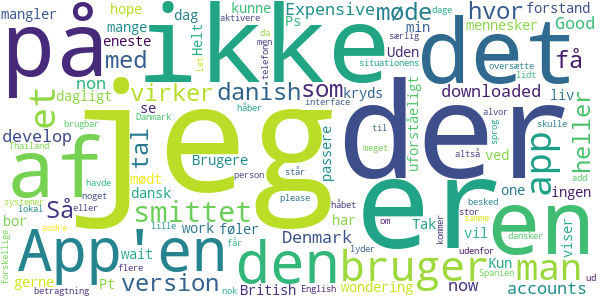 mangler hope mange kunne Expensive møde hvor forstand
på ikke dag Ps min mennesker Good
aktivere situationens særlig dage
eneste Helt men telefon da Let Uden oversætte lidt
med non danish som kryds downloaded få
et dagligt virker se håber Danmark interface alvor sprog til liv
develop brugbar tal Brugere jeg der det
af Thailand mødt dansk passere uforståeligt meget står altså ved skulle app heller
Så eller havde noget person please om håbet besked one ingen
systemer lokal smittet er en
bor andre work føler har Tak vil stor samme add
App'en wait lille Denmark den bruger man viser
forskellige gerne version får British English wondering lyder now kommer udenfor dansker Kun accounts
Pt flere betragtning nok Spanien ud